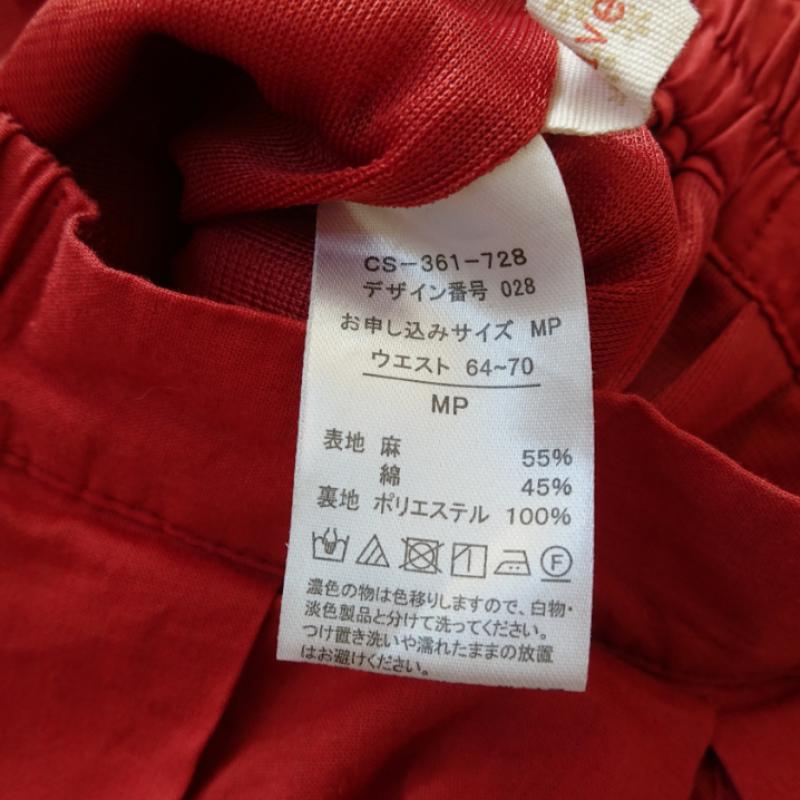 ve
CS-361-728
デザイン番号 028
お申し込みサイズ MP
ウエスト 64~70
MP
表地 麻 55%
綿 45%
裏地 ポリエステル 100%
F
濃色の物は色移りしますので、白物・
淡色製品と分けて洗ってください。
つけ置き洗いや濡れたままの放置
はお避けください。